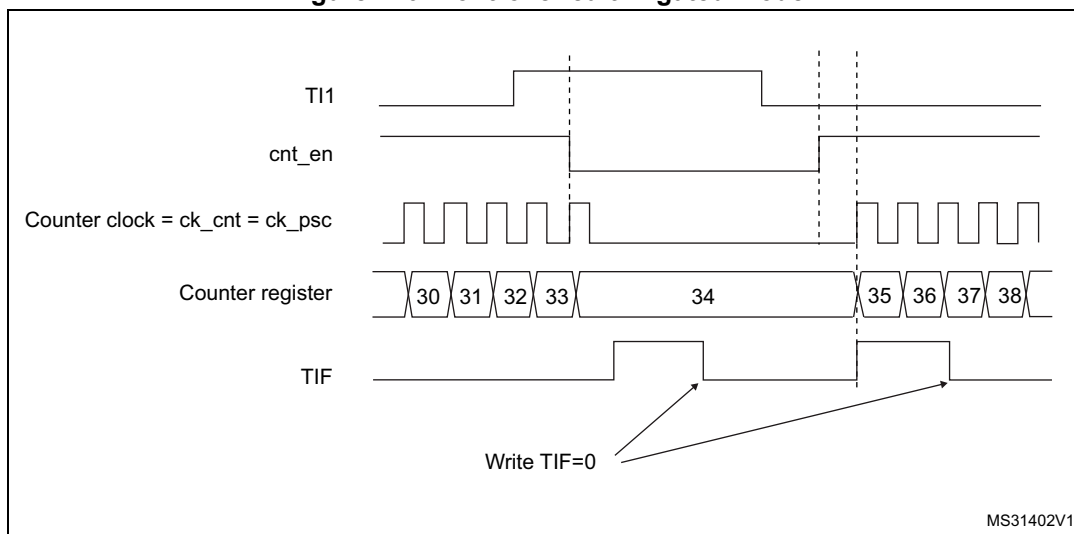 TI1
cnt_en
Counter clock = ck_cnt = ck_psc
Counter register
30 31 32 33 34 35 36 37 38
TIF
Write TIF=0
MS31402V1